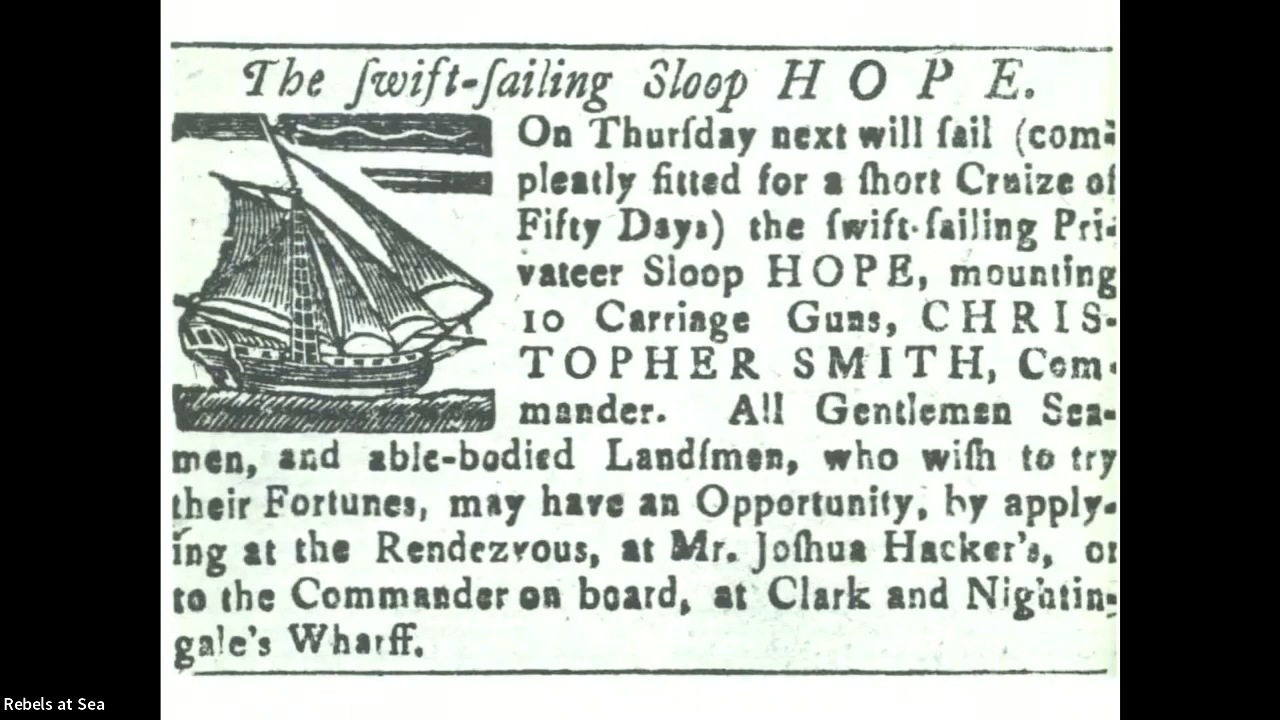 The ſwift-ſailing Sloop HOPE.
On Thurſday next will ſail (com-
pleatly fitted for a ſhort Cruize of
Fifty Days) the ſwift-ſailing Pri-
vateer Sloop HOPE, mounting
10 Carriage Guns, CHRIS-
TOPHER SMITH, Com-
mander. All Gentlemen Sea-
men, and able-bodied Landſmen, who wiſh to try
their Fortunes, may have an Opportunity, by apply-
ing at the Rendezvous, at Mr. Joſhua Hacker's, or
to the Commander on board, at Clark and Nightin-
gale's Wharff.
Rebels at Sea